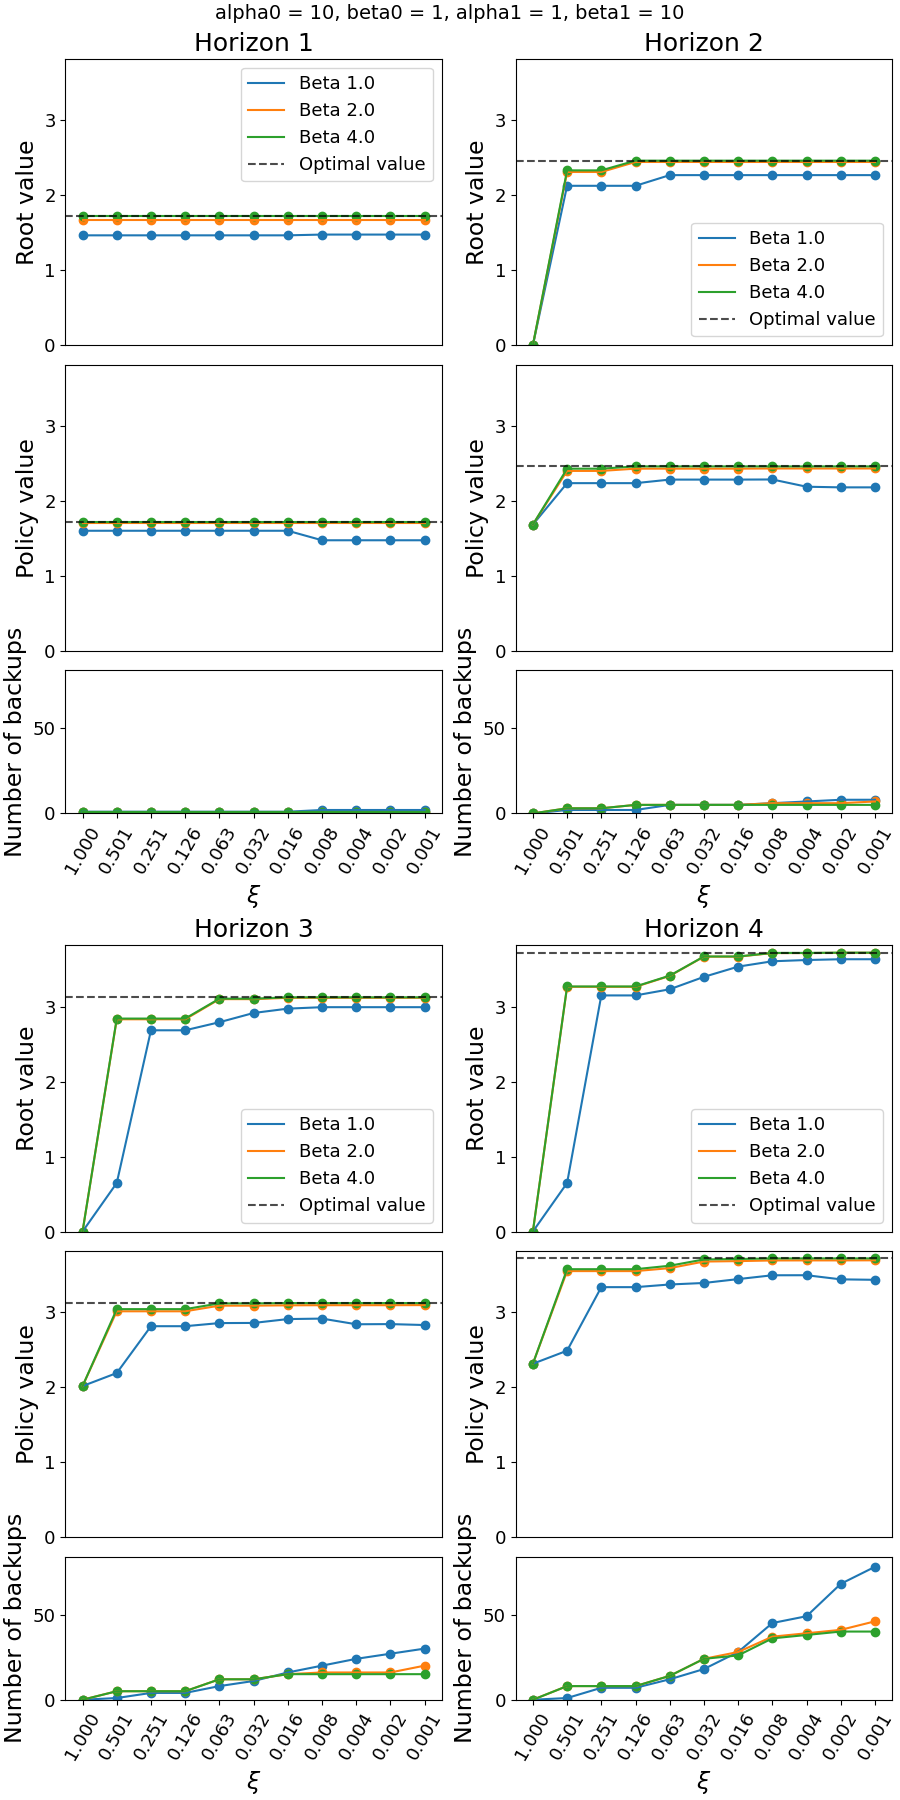 alpha0 = 10, beta0 = 1, alpha1 = 1, beta1 = 10
Horizon 1
Root value
3
2
1
0
Beta 1.0
Beta 2.0
Beta 4.0
Optimal value
Horizon 2
Root value
3
2
1
0
Beta 1.0
Beta 2.0
Beta 4.0
Optimal value
Policy value
3
2
1
0
Policy value
3
2
1
0
Number of backups
50
0
1.000
0.501
0.251
0.126
0.063
0.032
0.016
0.008
0.004
0.002
0.001
ξ
Number of backups
50
0
1.000
0.501
0.251
0.126
0.063
0.032
0.016
0.008
0.004
0.002
0.001
ξ
Horizon 3
Root value
3
2
1
0
Beta 1.0
Beta 2.0
Beta 4.0
Optimal value
Horizon 4
Root value
3
2
1
0
Beta 1.0
Beta 2.0
Beta 4.0
Optimal value
Policy value
3
2
1
0
Policy value
3
2
1
0
Number of backups
50
0
1.000
0.501
0.251
0.126
0.063
0.032
0.016
0.008
0.004
0.002
0.001
ξ
Number of backups
50
0
1.000
0.501
0.251
0.126
0.063
0.032
0.016
0.008
0.004
0.002
0.001
ξ